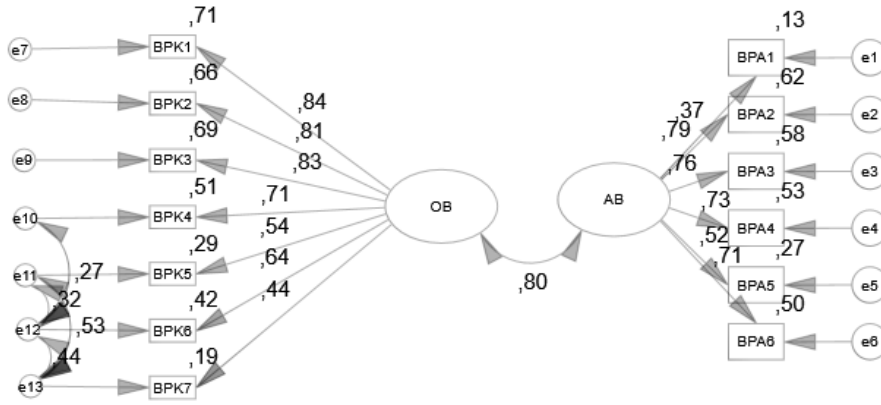 ,71 ,13
e7 BPK1 BPA1 e1
,66 ,62
e8 BPK2 ,84 ,37 BPA2 e2
,69 ,81 ,79 ,58
e9 BPK3 ,83 ,76 BPA3 e3
,51 ,71 ,73 ,53
e10 BPK4 OB AB BPA4 e4
,29 ,54 ,52 ,27
e11 ,27 BPK5 ,64 ,80 ,71 BPA5 e5
,32 ,42 ,44 ,50
e12 ,53 BPK6 BPA6 e6
,44 ,19
e13 BPK7